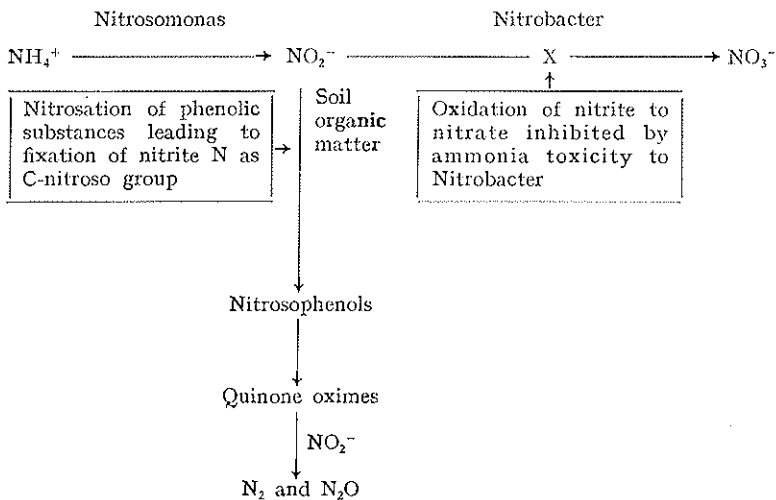 Nitrosomonas Nitrobacter
NH₄⁺ NO₂⁻ X NO₃⁻
Nitrosation of phenolic
substances leading to
fixation of nitrite N as
C-nitroso group
Soil
organic
matter
Oxidation of nitrite to
nitrate inhibited by
ammonia toxicity to
Nitrobacter
Nitrosophenols
Quinone oximes
NO₂⁻
N₂ and N₂O